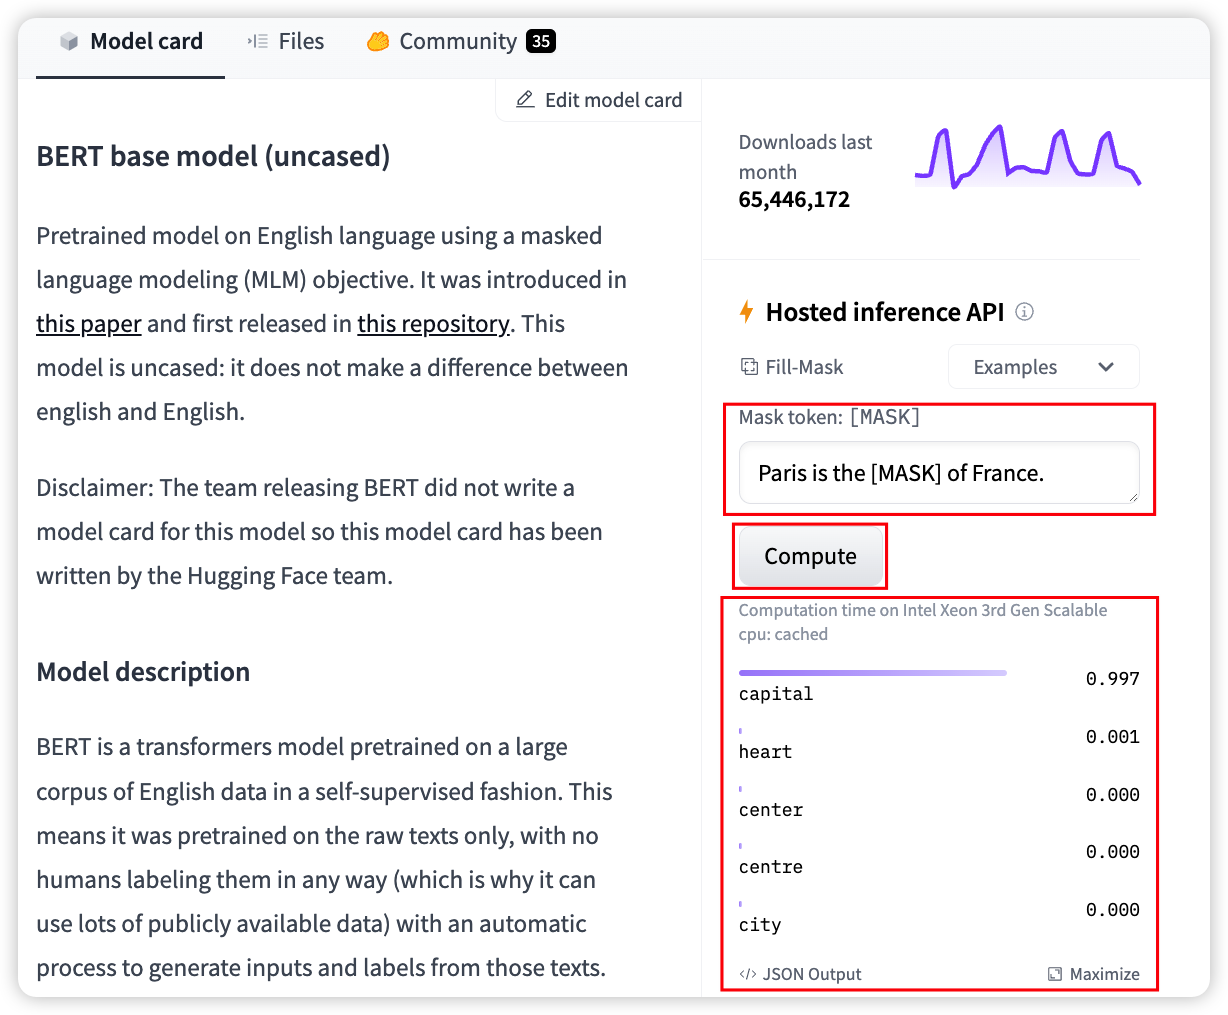 Model card
Files
Community 35
Edit model card
BERT base model (uncased)
Pretrained model on English language using a masked
language modeling (MLM) objective. It was introduced in
this paper and first released in this repository. This
model is uncased: it does not make a difference between
english and English.
Disclaimer: The team releasing BERT did not write a
model card for this model so this model card has been
written by the Hugging Face team.
Model description
BERT is a transformers model pretrained on a large
corpus of English data in a self-supervised fashion. This
means it was pretrained on the raw texts only, with no
humans labeling them in any way (which is why it can
use lots of publicly available data) with an automatic
process to generate inputs and labels from those texts.
Downloads last
month
65,446,172
Hosted inference API
Fill-Mask
Examples
Mask token: [MASK]
Paris is the [MASK] of France.
Compute
Computation time on Intel Xeon 3rd Gen Scalable
cpu: cached
capital 0.997
heart 0.001
center 0.000
centre 0.000
city 0.000
</> JSON Output
Maximize